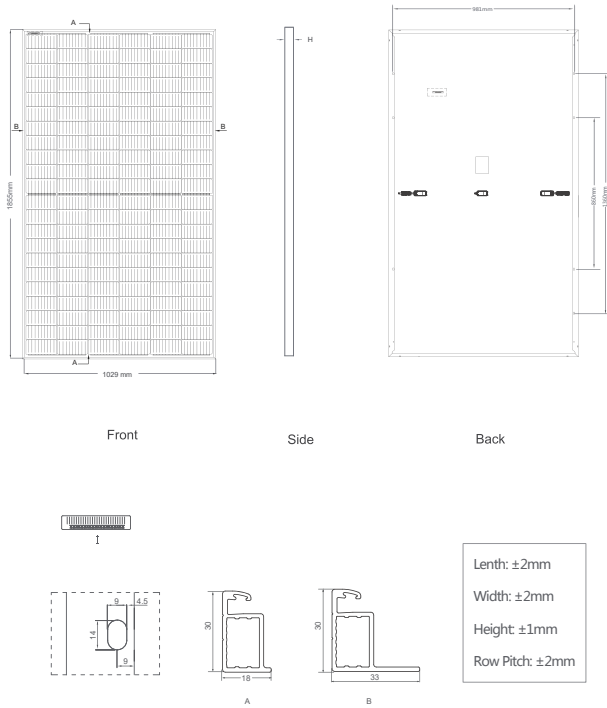 A
H
981mm
B
B
1855mm
860mm
1360mm
A
1029 mm
Front
Side
Back
9
4.5
14
9
30
18
A
30
33
B
Lenth: ±2mm
Width: ±2mm
Height: ±1mm
Row Pitch: ±2mm